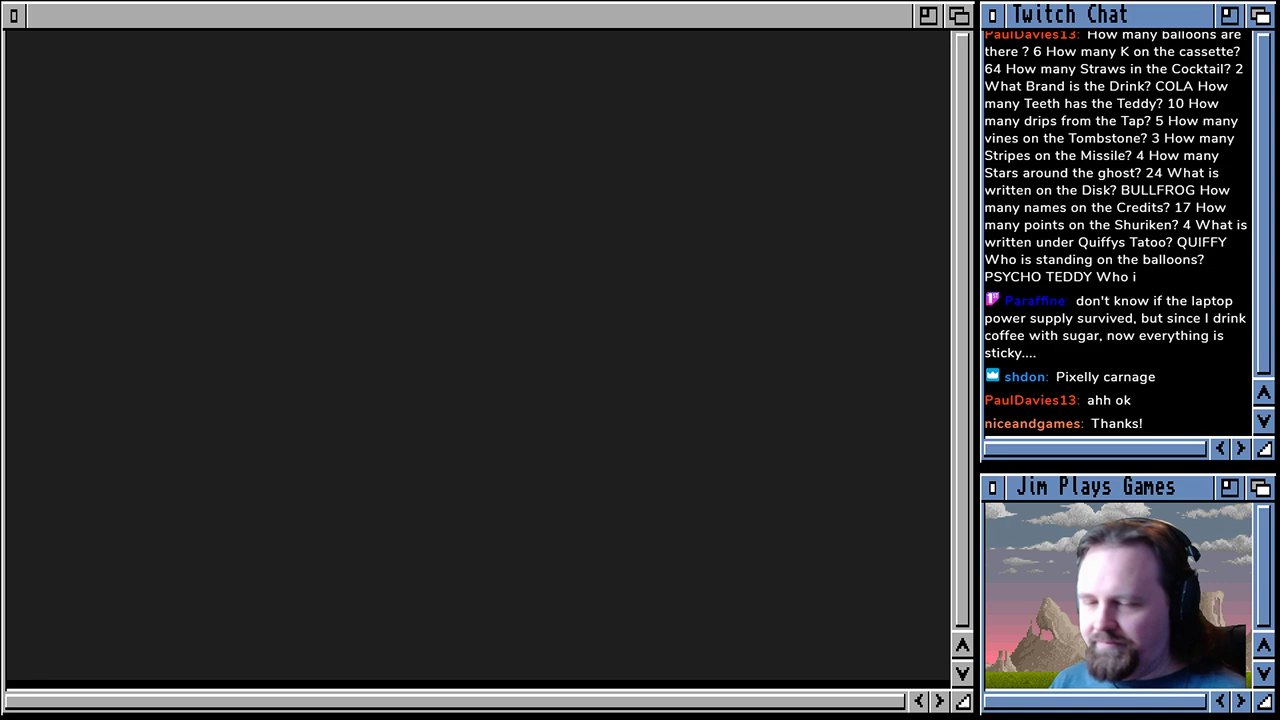 Twitch Chat
PaulDavies13: How many balloons are
there ? 6 How many K on the cassette?
64 How many Straws in the Cocktail? 2
What Brand is the Drink? COLA How
many Teeth has the Teddy? 10 How
many drips from the Tap? 5 How many
vines on the Tombstone? 3 How many
Stripes on the Missile? 4 How many
Stars around the ghost? 24 What is
written on the Disk? BULLFROG How
many names on the Credits? 17 How
many points on the Shuriken? 4 What is
written under Quiffys Tatoo? QUIFFY
Who is standing on the balloons?
PSYCHO TEDDY Who i
Paraffine: don't know if the laptop
power supply survived, but since I drink
coffee with sugar, now everything is
sticky....
shdon: Pixelly carnage
PaulDavies13: ahh ok
niceandgames: Thanks!
Jim Plays Games